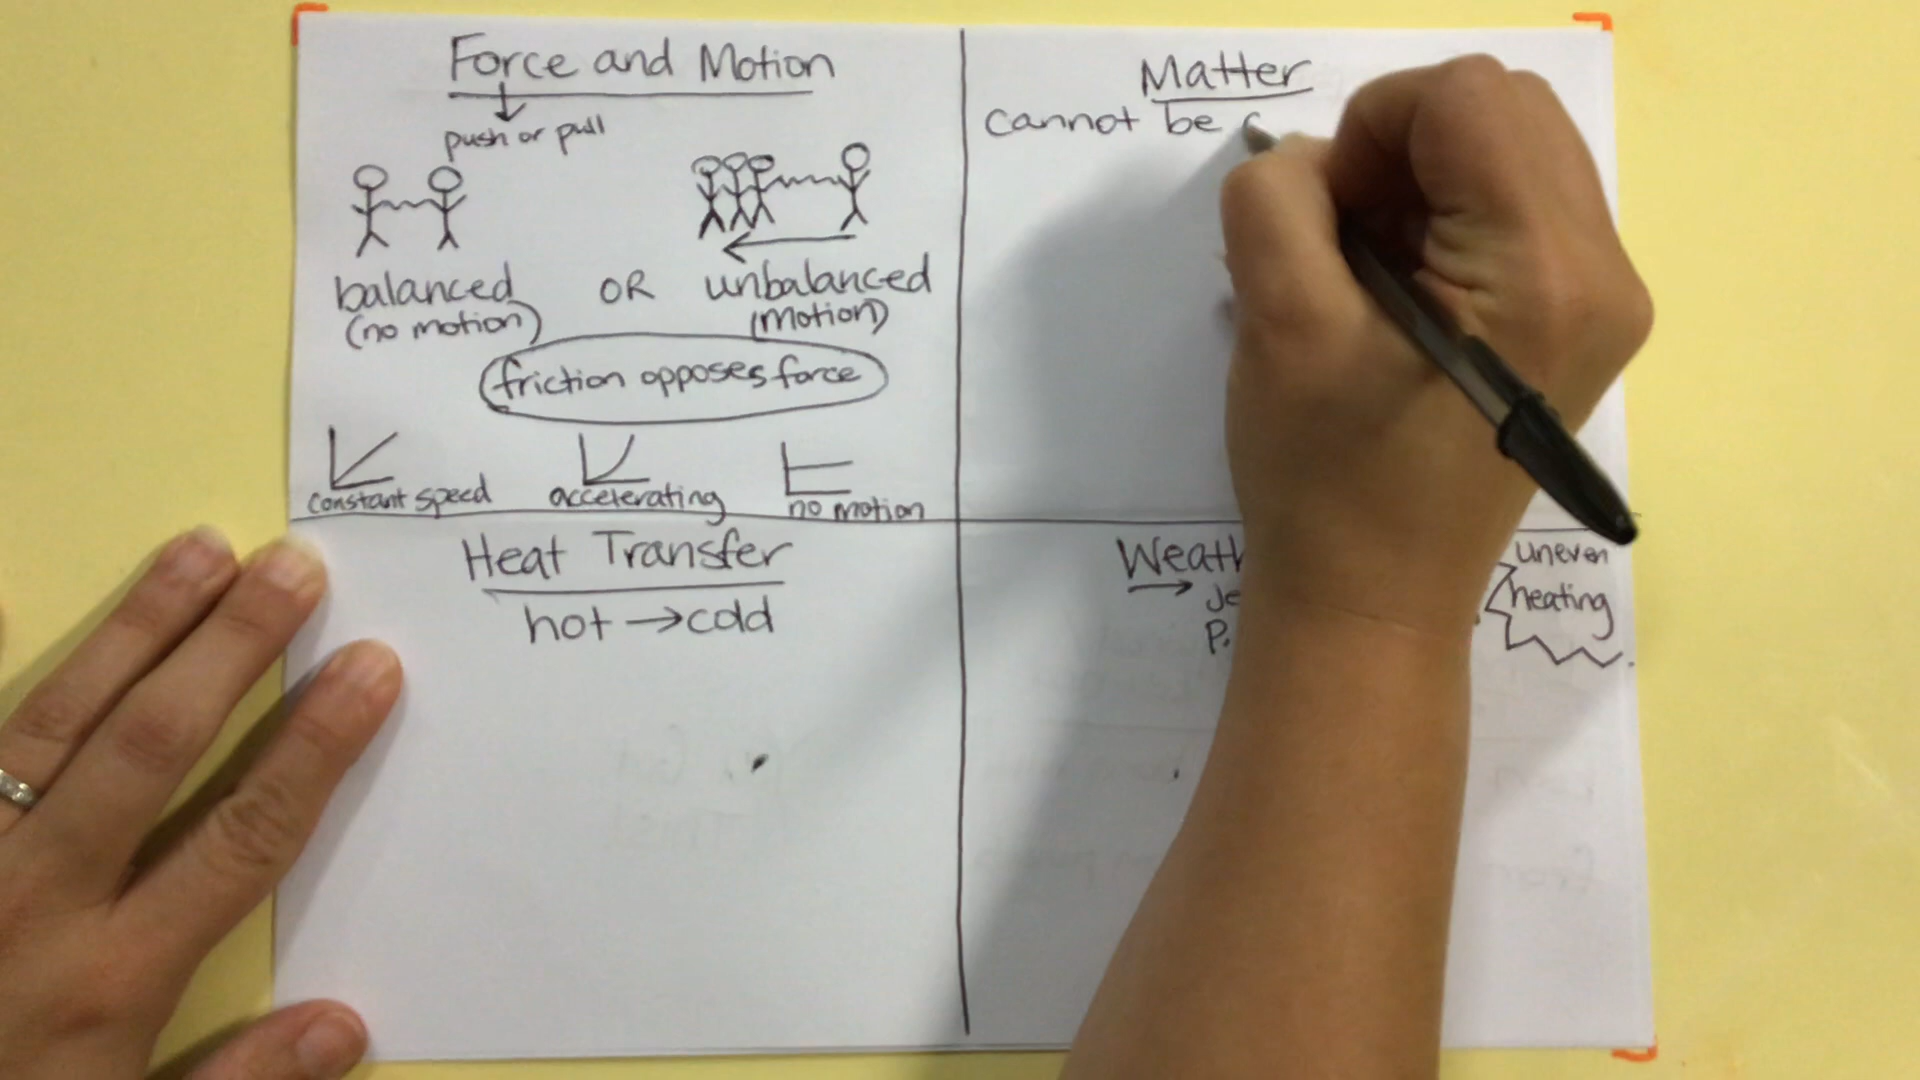 Force and Motion
push or pull
balanced OR unbalanced
(no motion) (motion)
friction opposes force
constant speed accelerating no motion
Matter
cannot be
Heat Transfer
hot → cold
uneven
heating